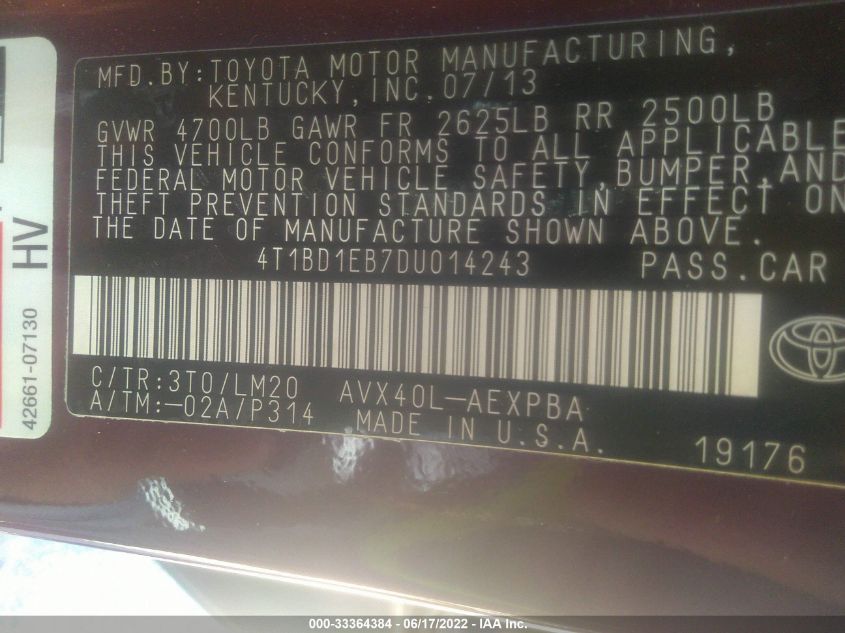 MFD.BY:TOYOTA MOTOR MANUFACTURING,
KENTUCKY,INC.07/13
GVWR 4700LB GAWR FR 2625LB RR 2500LB
THIS VEHICLE CONFORMS TO ALL APPLICABLE
FEDERAL MOTOR VEHICLE SAFETY,BUMPER,AND
THEFT PREVENTION STANDARDS IN EFFECT ON
THE DATE OF MANUFACTURE SHOWN ABOVE.
4T1BD1EB7DU014243 PASS.CAR
C/TR:3T0/LM20 AVX40L-AEXPBA
A/TM:-02A/P314 MADE IN U.S.A.
19176
HV
42661-07130
000-33364384 - 06/17/2022 - IAA Inc.